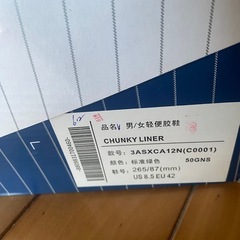 品名 男/女轻便胶鞋
CHUNKY LINER
款号: 3ASXCA12N(C0001)
颜色: 标准绿色 50GNS
鞋号: 265/87(mm)
US 8.5 EU 42
L